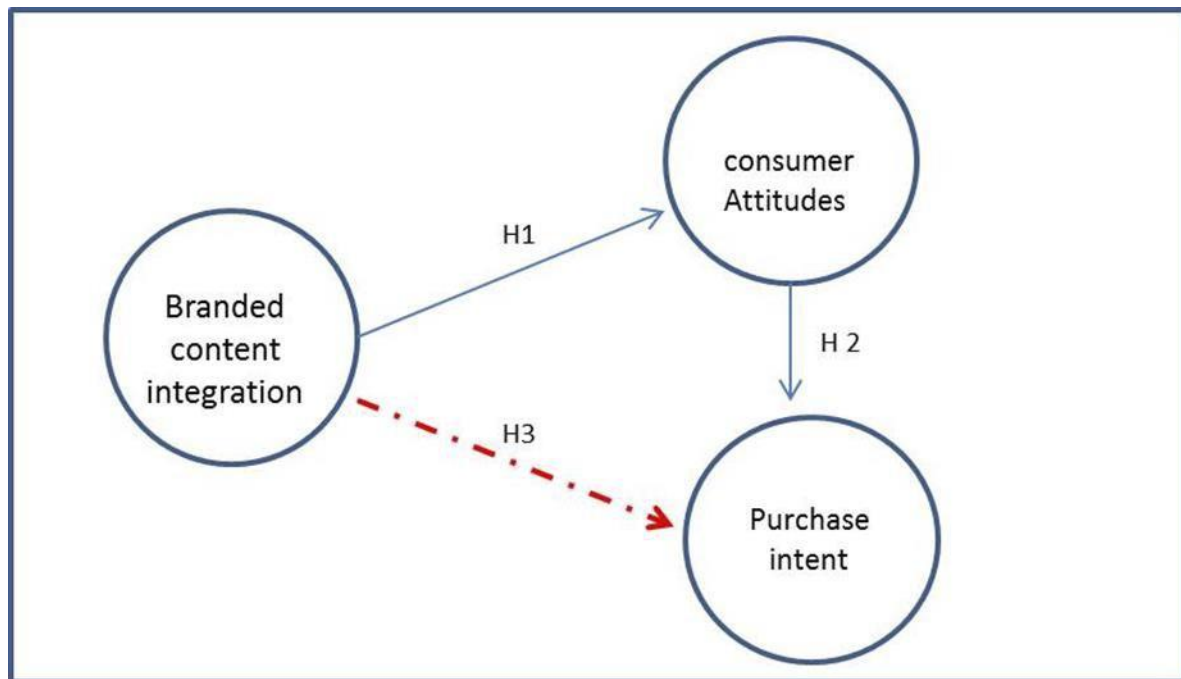 consumer
Attitudes
H1
Branded
content
integration
H 2
H3
Purchase
intent